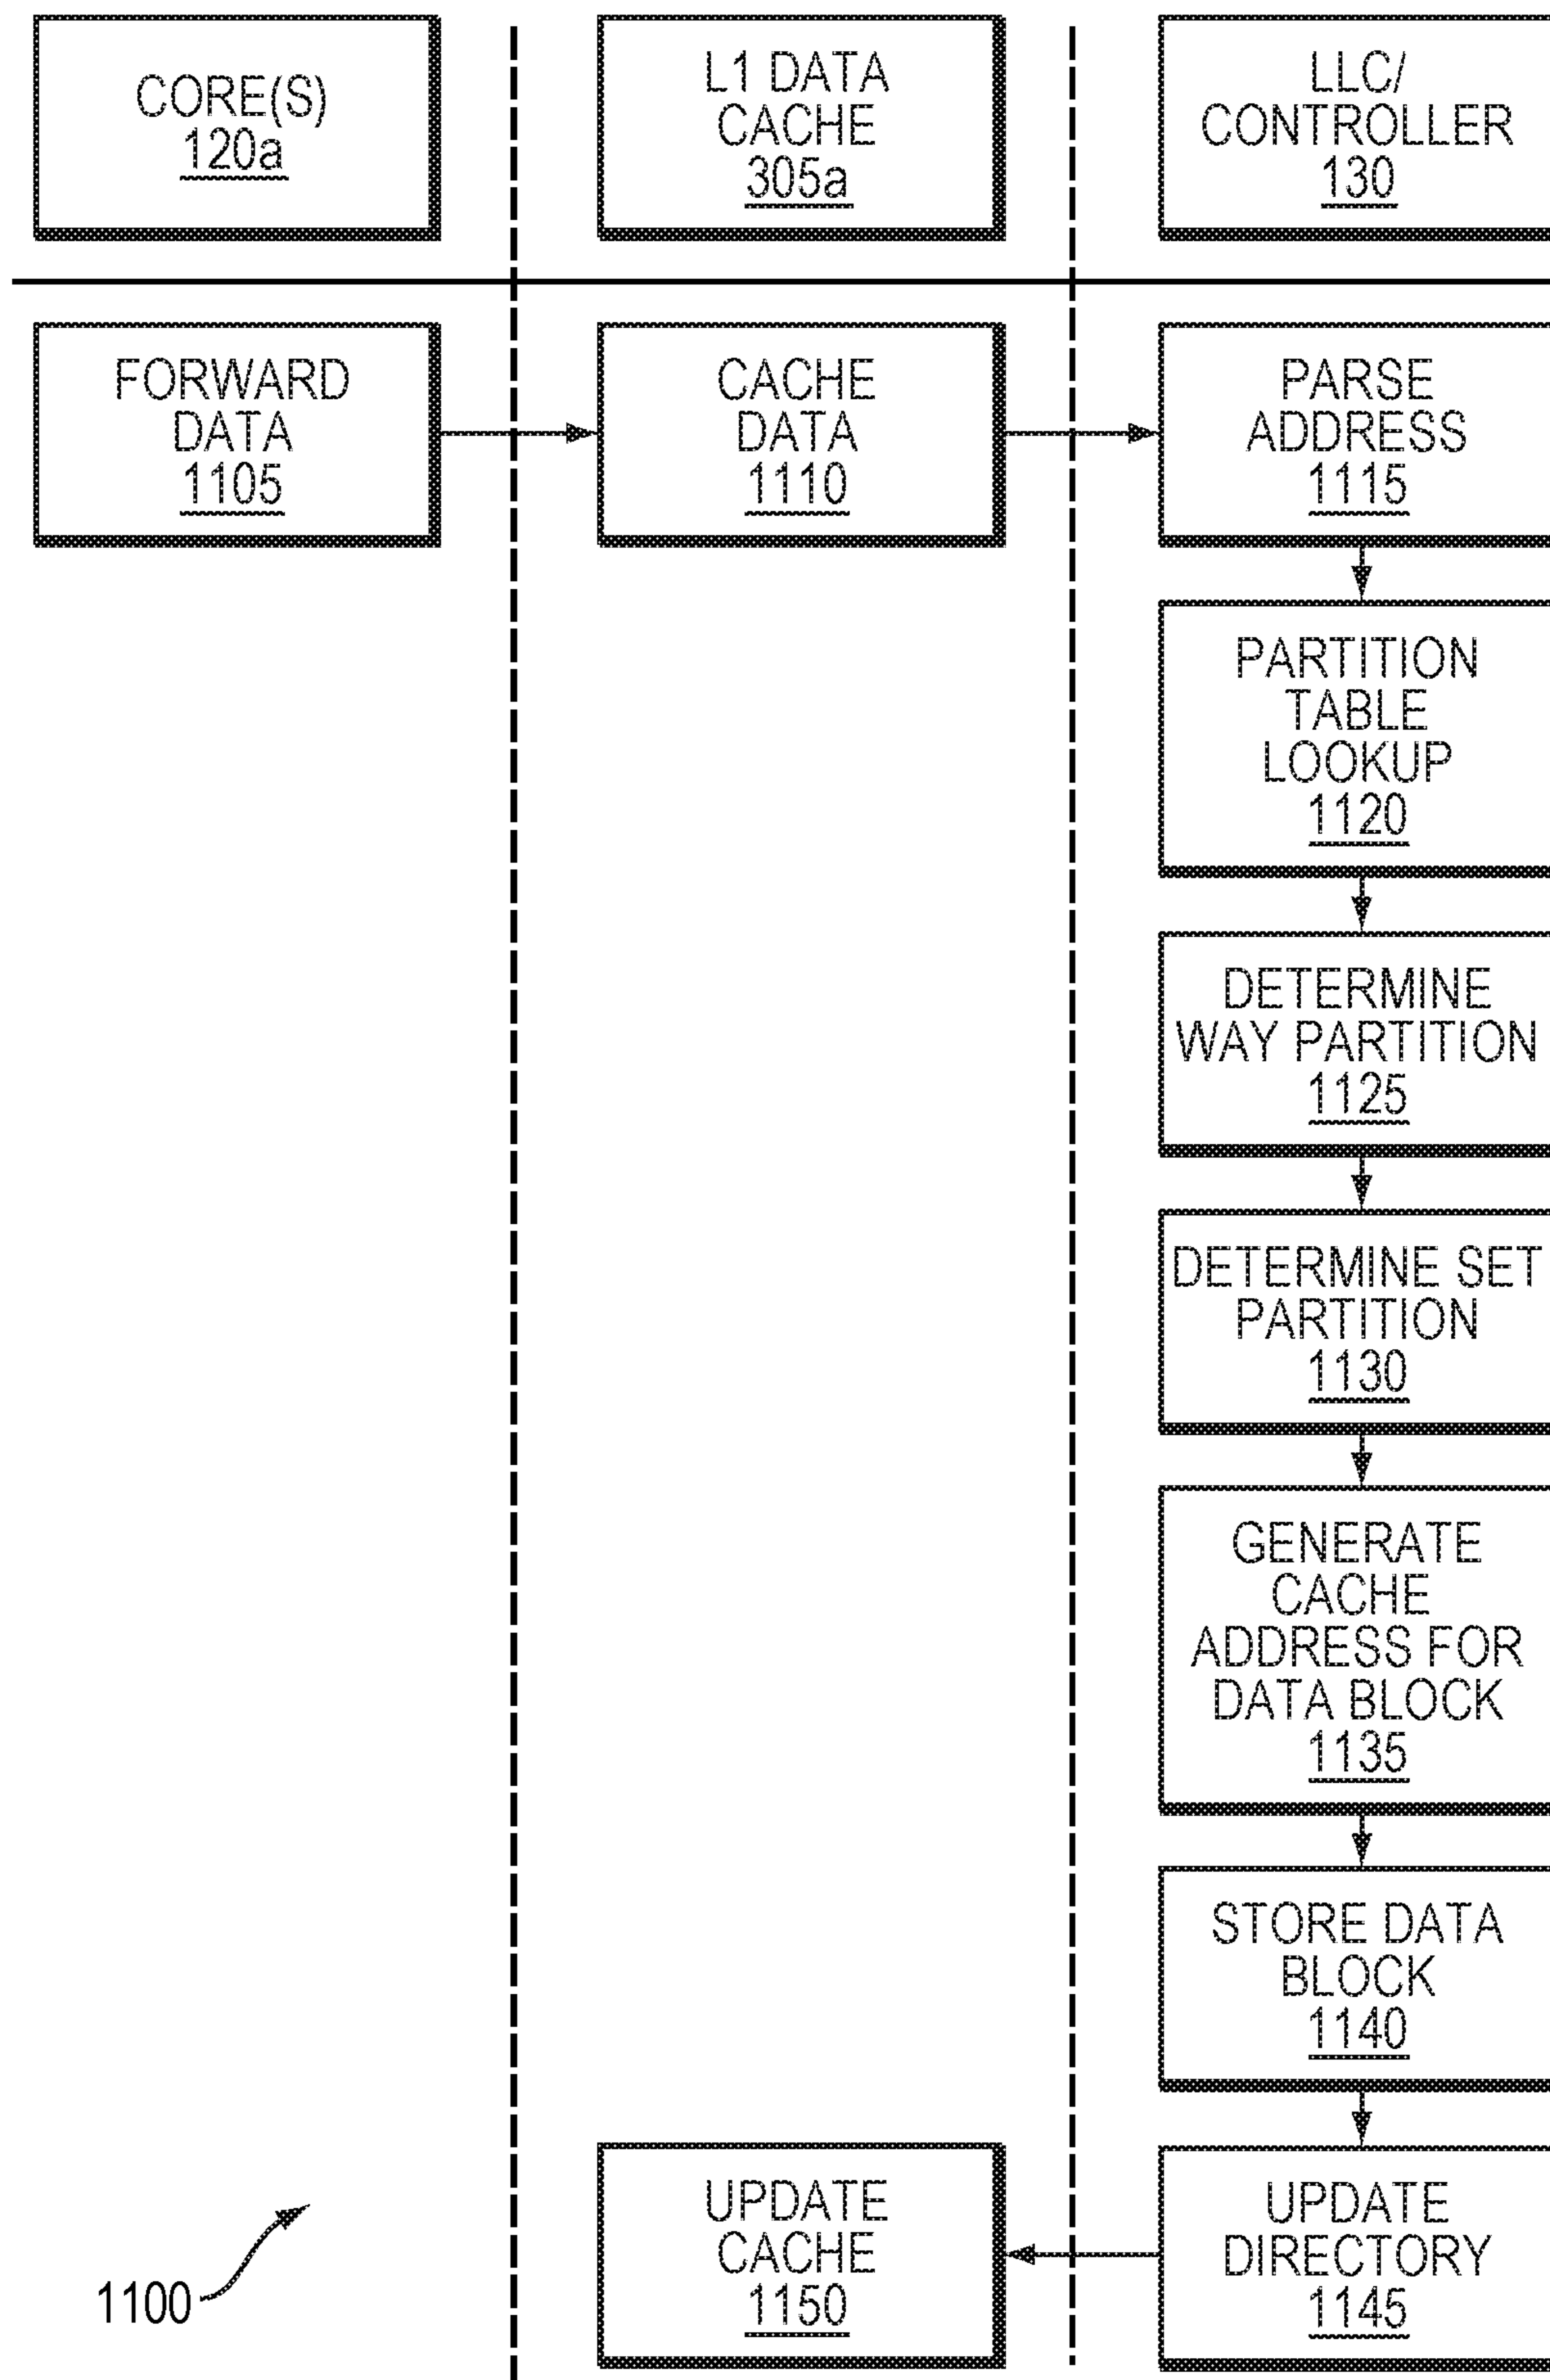 CORE(S)
120a
L1 DATA
CACHE
305a
LLC/
CONTROLLER
130
FORWARD
DATA
1105
CACHE
DATA
1110
PARSE
ADDRESS
1115
PARTITION
TABLE
LOOKUP
1120
DETERMINE
WAY PARTITION
1125
DETERMINE SET
PARTITION
1130
GENERATE
CACHE
ADDRESS FOR
DATA BLOCK
1135
STORE DATA
BLOCK
1140
UPDATE
DIRECTORY
1145
UPDATE
CACHE
1150
1100